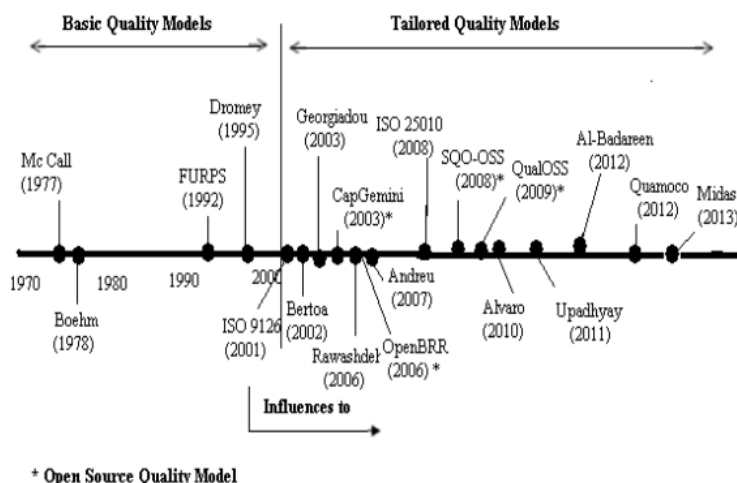 Basic Quality Models
Tailored Quality Models
Dromey
(1995)
Georgiadou
(2003)
ISO 25010
(2008)
Al-Badareen
(2012)
Mc Call
(1977)
FURPS
(1992)
CapGemini
(2003)*
SQO-OSS
(2008)*
QualOSS
(2009)*
Quamoco
(2012)
Midas
(2013)
1970
1980
1990
2000
Boehm
(1978)
ISO 9126
(2001)
Bertoa
(2002)
Rawashdel
(2006)
OpenBRR
(2006) *
Andreu
(2007)
Alvaro
(2010)
Upadhyay
(2011)
Influences to
* Open Source Quality Model